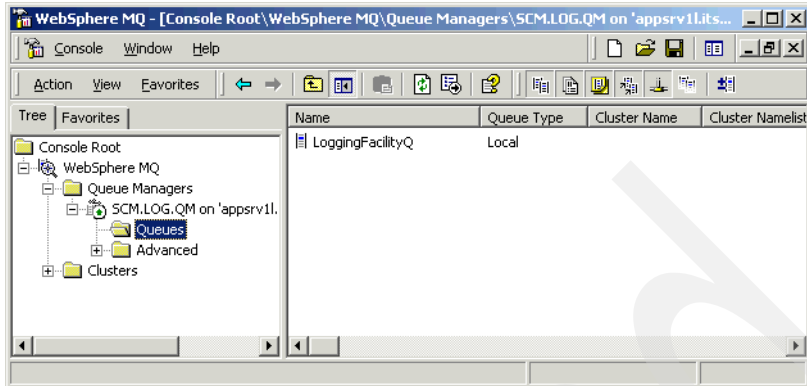 WebSphere MQ - [Console Root\WebSphere MQ\Queue Managers\SCM.LOG.QM on 'appsrv1l.its...
Console Window Help
Action View Favorites
Tree Favorites
Name Queue Type Cluster Name Cluster Namelist
Console Root
LoggingFacilityQ Local
WebSphere MQ
Queue Managers
SCM.LOG.QM on 'appsrv1l.
Queues
Advanced
Clusters